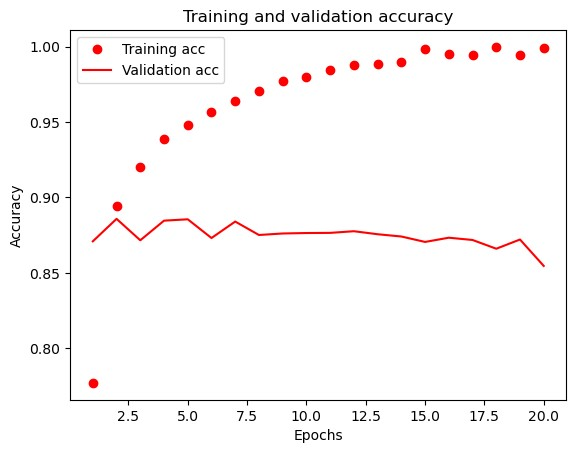 Training and validation accuracy
Training acc
Validation acc
1.00
0.95
0.90
0.85
0.80
Accuracy
2.5 5.0 7.5 10.0 12.5 15.0 17.5 20.0
Epochs